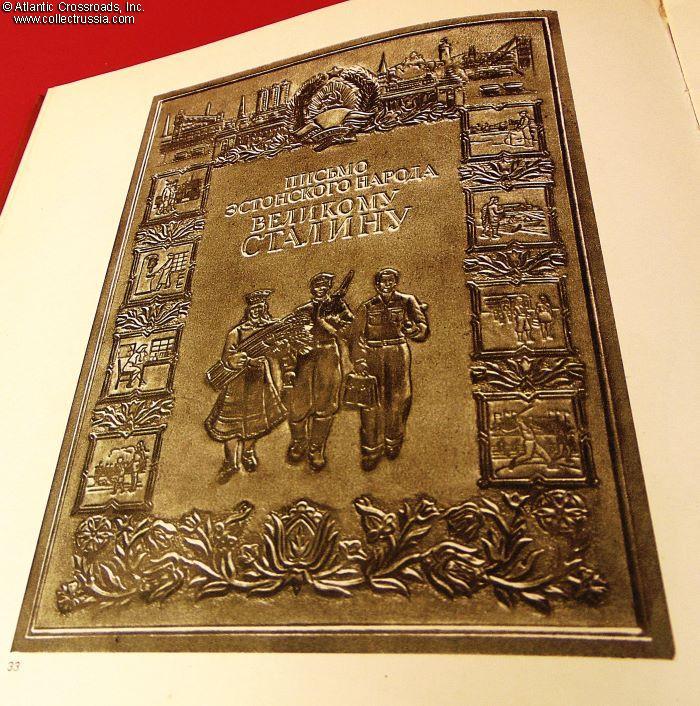 © Atlantic Crossroads, Inc.
www.collectrussia.com
ПИСЬМО
ЭСТОНСКОГО НАРОДА
ВЕЛИКОМУ
СТАЛИНУ
33